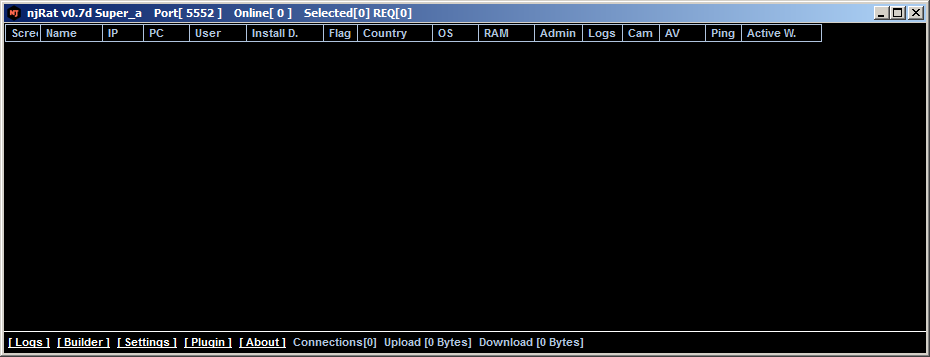 njRat v0.7d Super_a Port[ 5552 ] Online[ 0 ] Selected[0] REQ[0]
Scree Name IP PC User Install D. Flag Country OS RAM Admin Logs Cam AV Ping Active W.
[ Logs ] [ Builder ] [ Settings ] [ Plugin ] [ About ] Connections[0] Upload [0 Bytes] Download [0 Bytes]